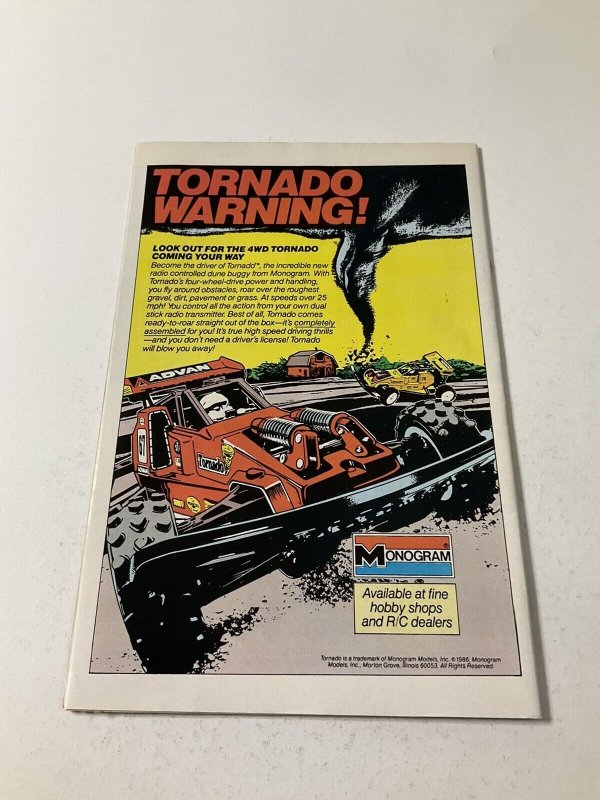 TORNADO
WARNING!
LOOK OUT FOR THE 4WD TORNADO
COMING YOUR WAY
Become the driver of Tornado™, the incredible new
radio controlled dune buggy from Monogram. With
Tornado's four-wheel-drive power and handling,
you fly around obstacles, roar over the roughest
gravel, dirt, pavement or grass. At speeds over 25
mph! You control all the action from your own dual
stick radio transmitter. Best of all, Tornado comes
ready-to-roar straight out of the box—it's completely
assembled for you! It's true high speed driving thrills
—and you don't need a driver's license! Tornado
will blow you away!
ADVAN
Tornado
MONOGRAM®
Available at fine
hobby shops
and R/C dealers
Tornado is a trademark of Monogram Models, Inc. © 1986, Monogram
Models, Inc., Morton Grove, Illinois 60053. All Rights Reserved.